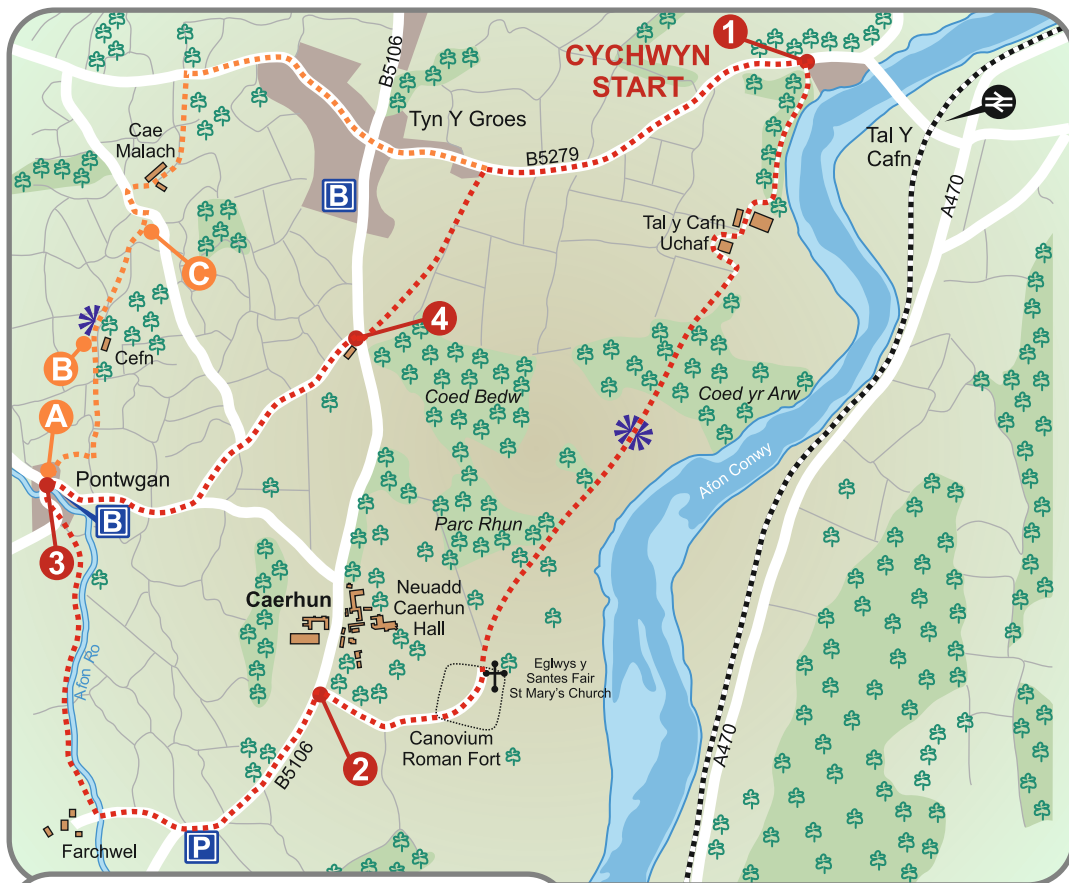 1
CYCHWYN
START
B5106
Tyn Y Groes
Tal Y
Cafn
Cae
Malach
B5279
A470
B
Tal y Cafn
Uchaf
C
4
B
Cefn
Coed Bedw
Coed yr Arw
A
Afon Conwy
Pontwgan
B
Parc Rhun
3
Caerhun
Neuadd
Caerhun
Hall
Afon Ro
Eglwys y
Santes Fair
St Mary's Church
Canovium
Roman Fort
2
B5106
A470
P
Farchwel